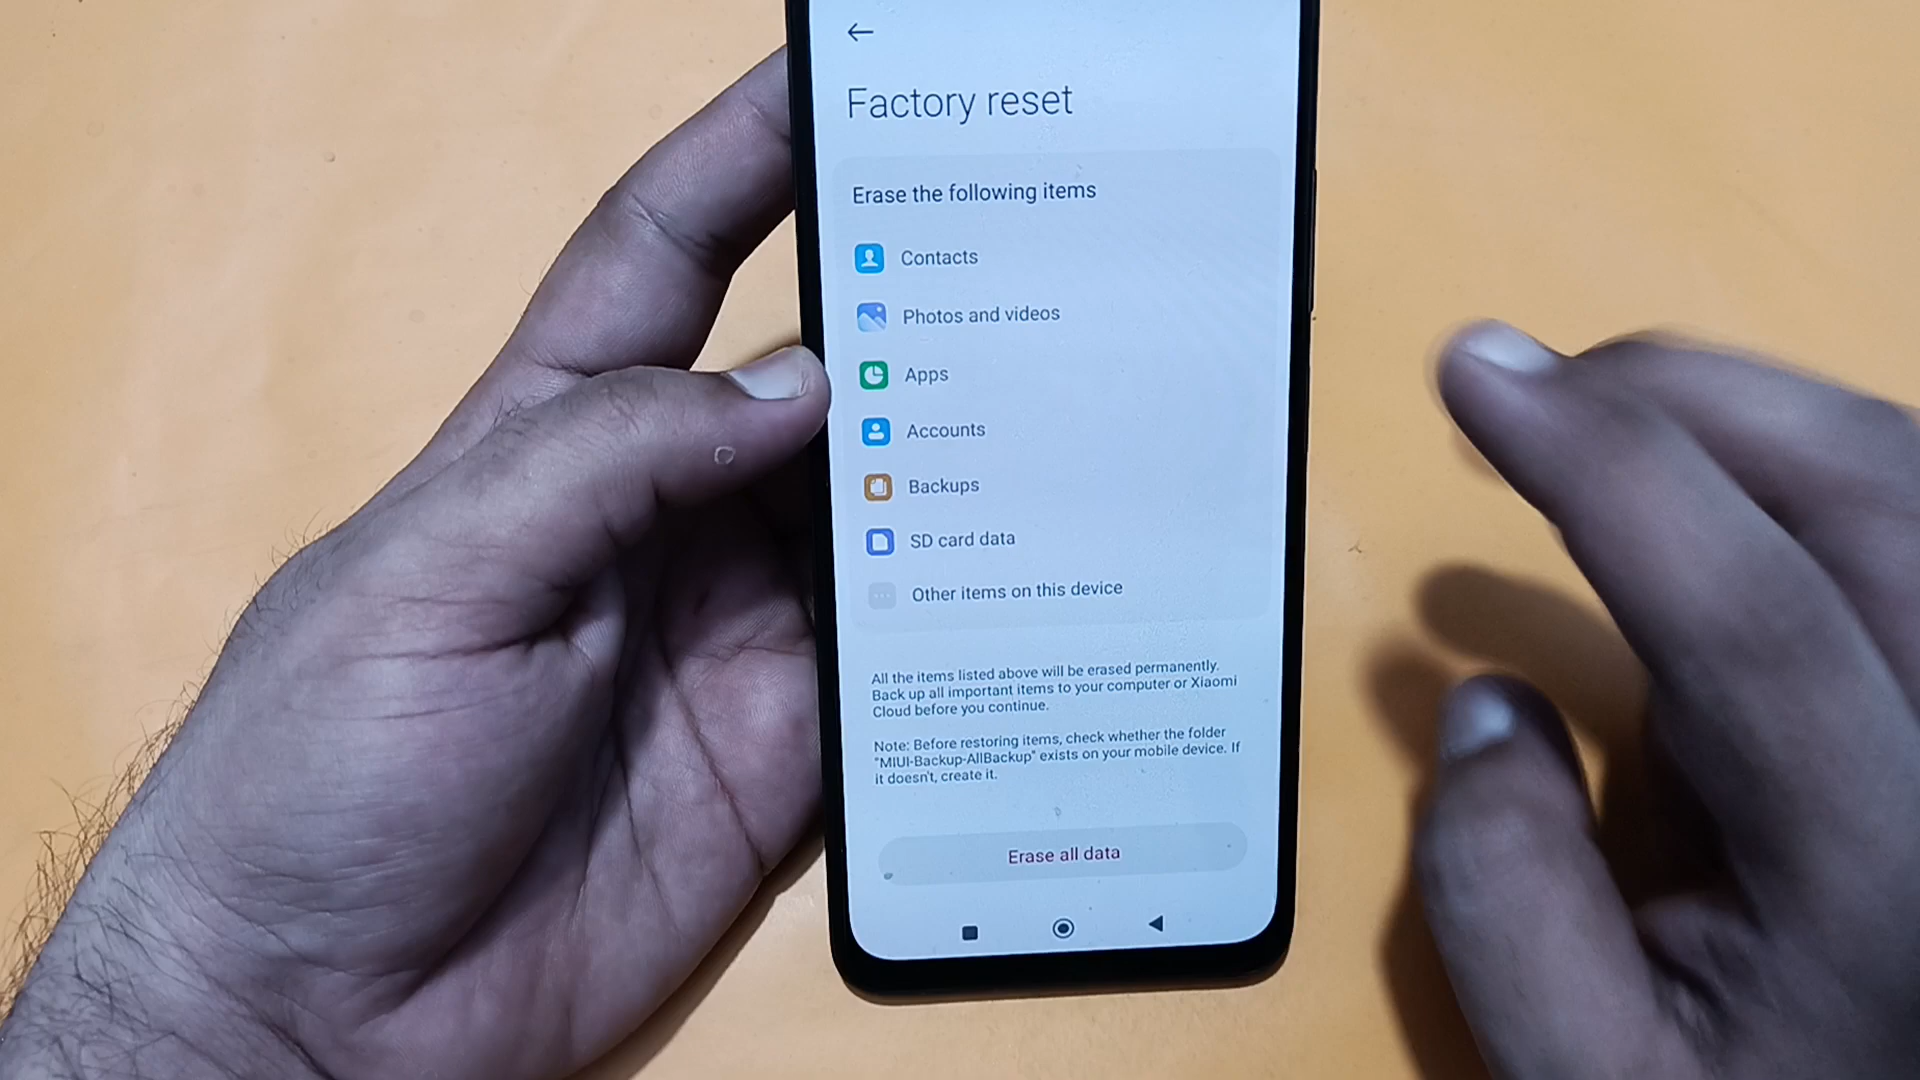 Factory reset
Erase the following items
Contacts
Photos and videos
Apps
Accounts
Backups
SD card data
Other items on this device
All the items listed above will be erased permanently.
Back up all important items to your computer or Xiaomi
Cloud before you continue.
Note: Before restoring items, check whether the folder
"MIUI-Backup-AllBackup" exists on your mobile device. If
it doesn't, create it.
Erase all data